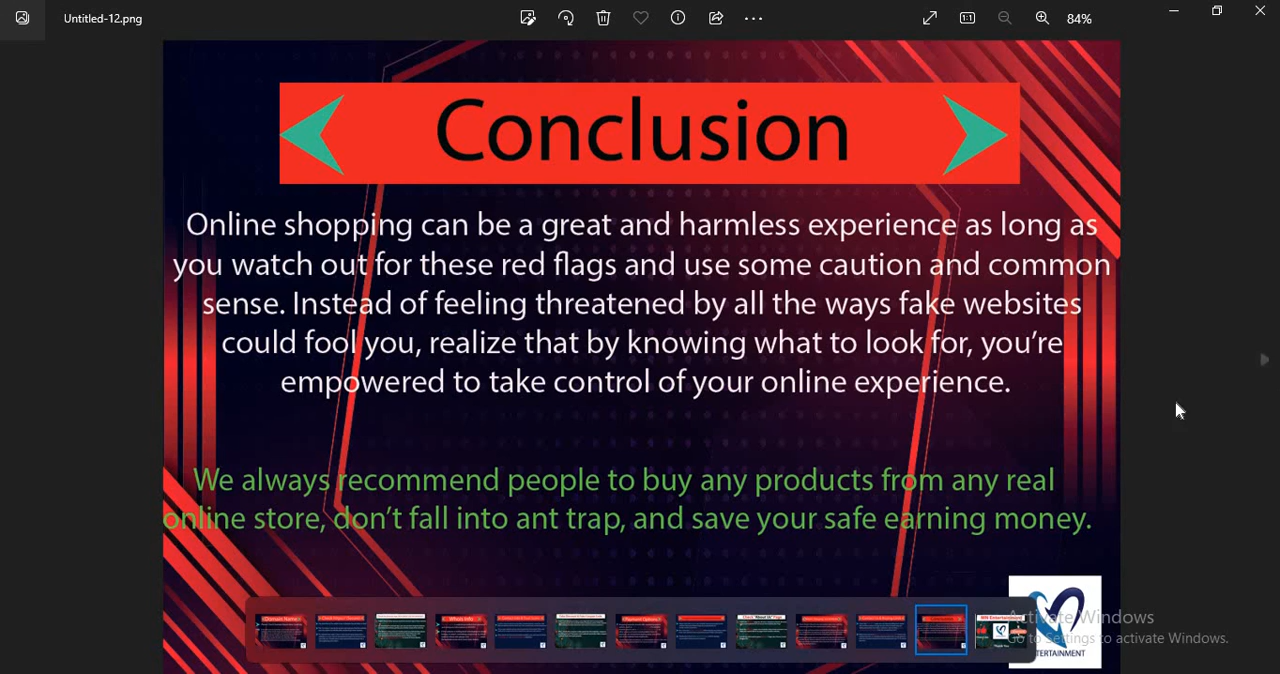 Untitled-12.png
84%
Conclusion
Online shopping can be a great and harmless experience as long as
you watch out for these red flags and use some caution and common
sense. Instead of feeling threatened by all the ways fake websites
could fool you, realize that by knowing what to look for, you’re
empowered to take control of your online experience.
We always recommend people to buy any products from any real
online store, don’t fall into ant trap, and save your safe earning money.
Activate Windows
Go to Settings to activate Windows.
TERTAINMENT